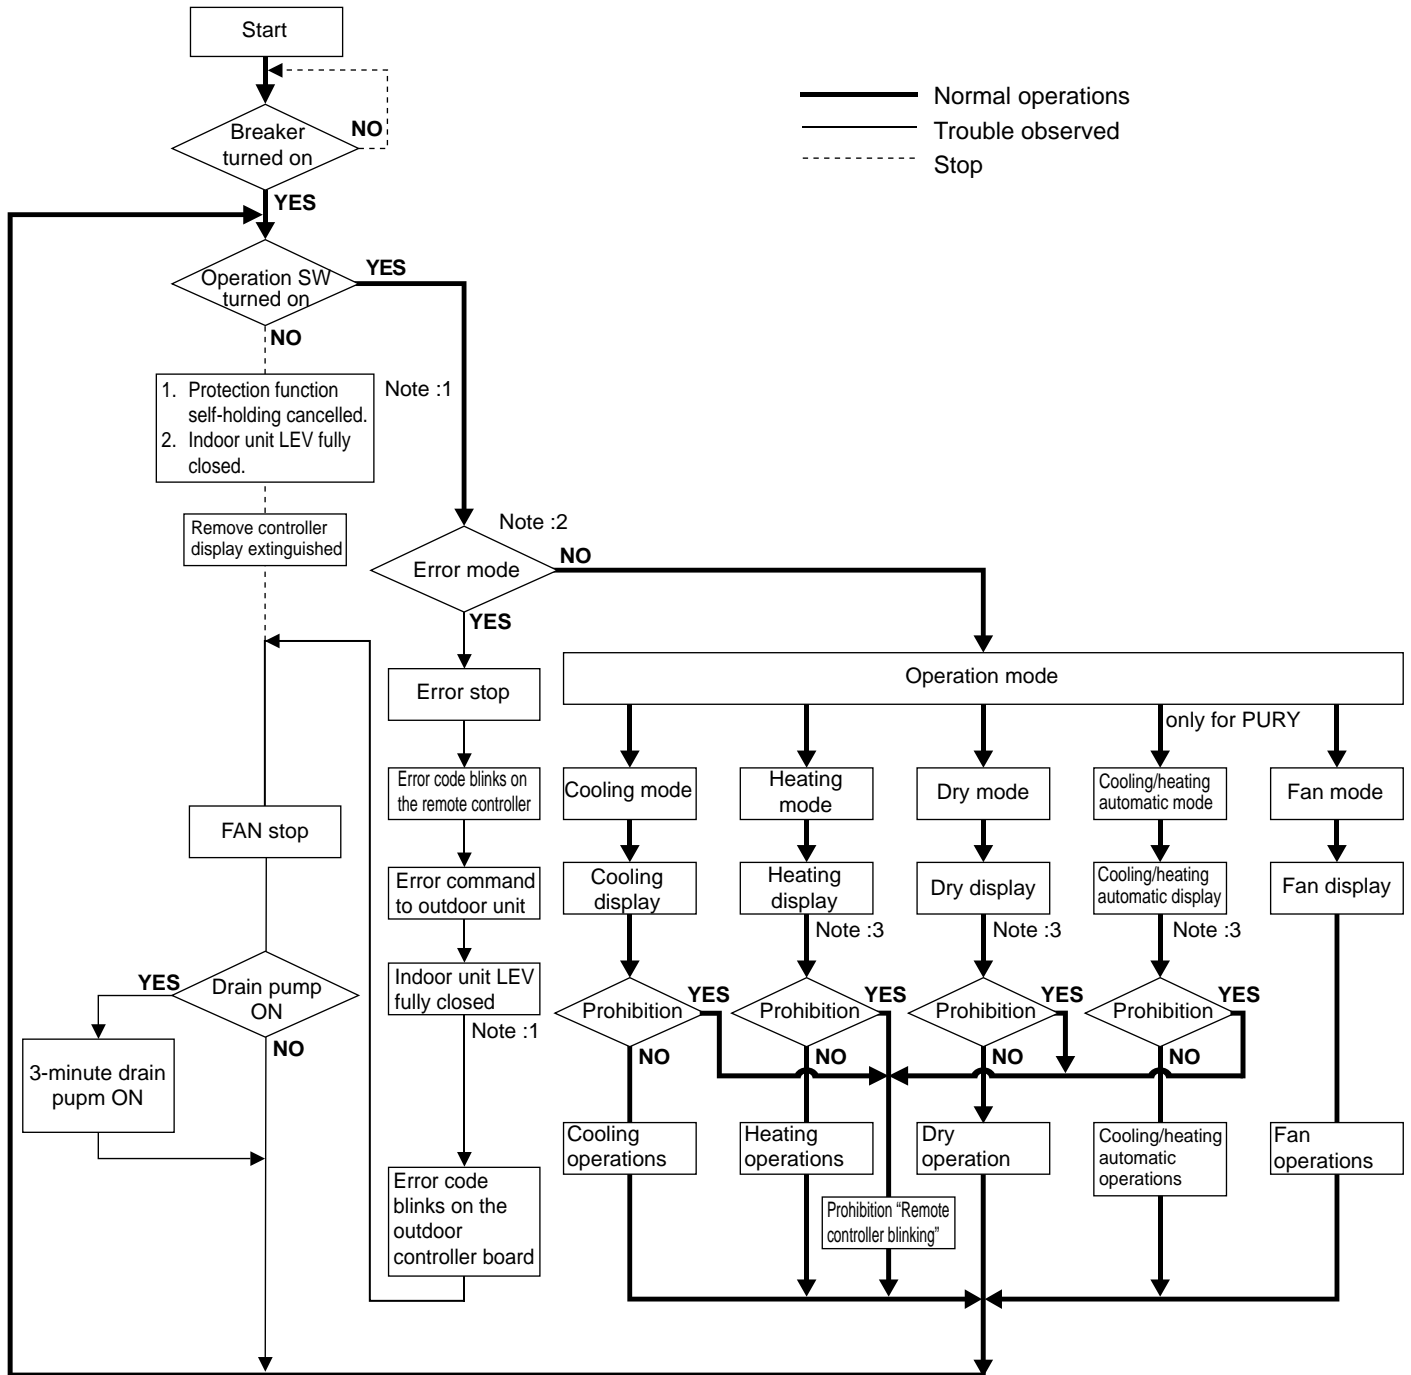 Start
Normal operations
Trouble observed
Stop
Breaker
turned on
NO
YES
Operation SW
turned on
YES
NO
1. Protection function
self-holding cancelled.
2. Indoor unit LEV fully
closed.
Note :1
Remove controller
display extinguished
Note :2
Error mode
NO
YES
Error stop
Operation mode
only for PURY
Error code blinks on
the remote controller
Cooling mode
Heating
mode
Dry mode
Cooling/heating
automatic mode
Fan mode
FAN stop
Error command
to outdoor unit
Cooling
display
Heating
display
Dry display
Cooling/heating
automatic display
Fan display
Note :3
Note :3
Note :3
Drain pump
ON
YES
NO
Indoor unit LEV
fully closed
Note :1
Prohibition
YES
NO
Prohibition
YES
NO
Prohibition
YES
NO
Prohibition
YES
NO
3-minute drain
pupm ON
Cooling
operations
Heating
operations
Dry
operation
Cooling/heating
automatic
operations
Fan
operations
Error code
blinks on the
outdoor
controller board
Prohibition “Remote
controller blinking”